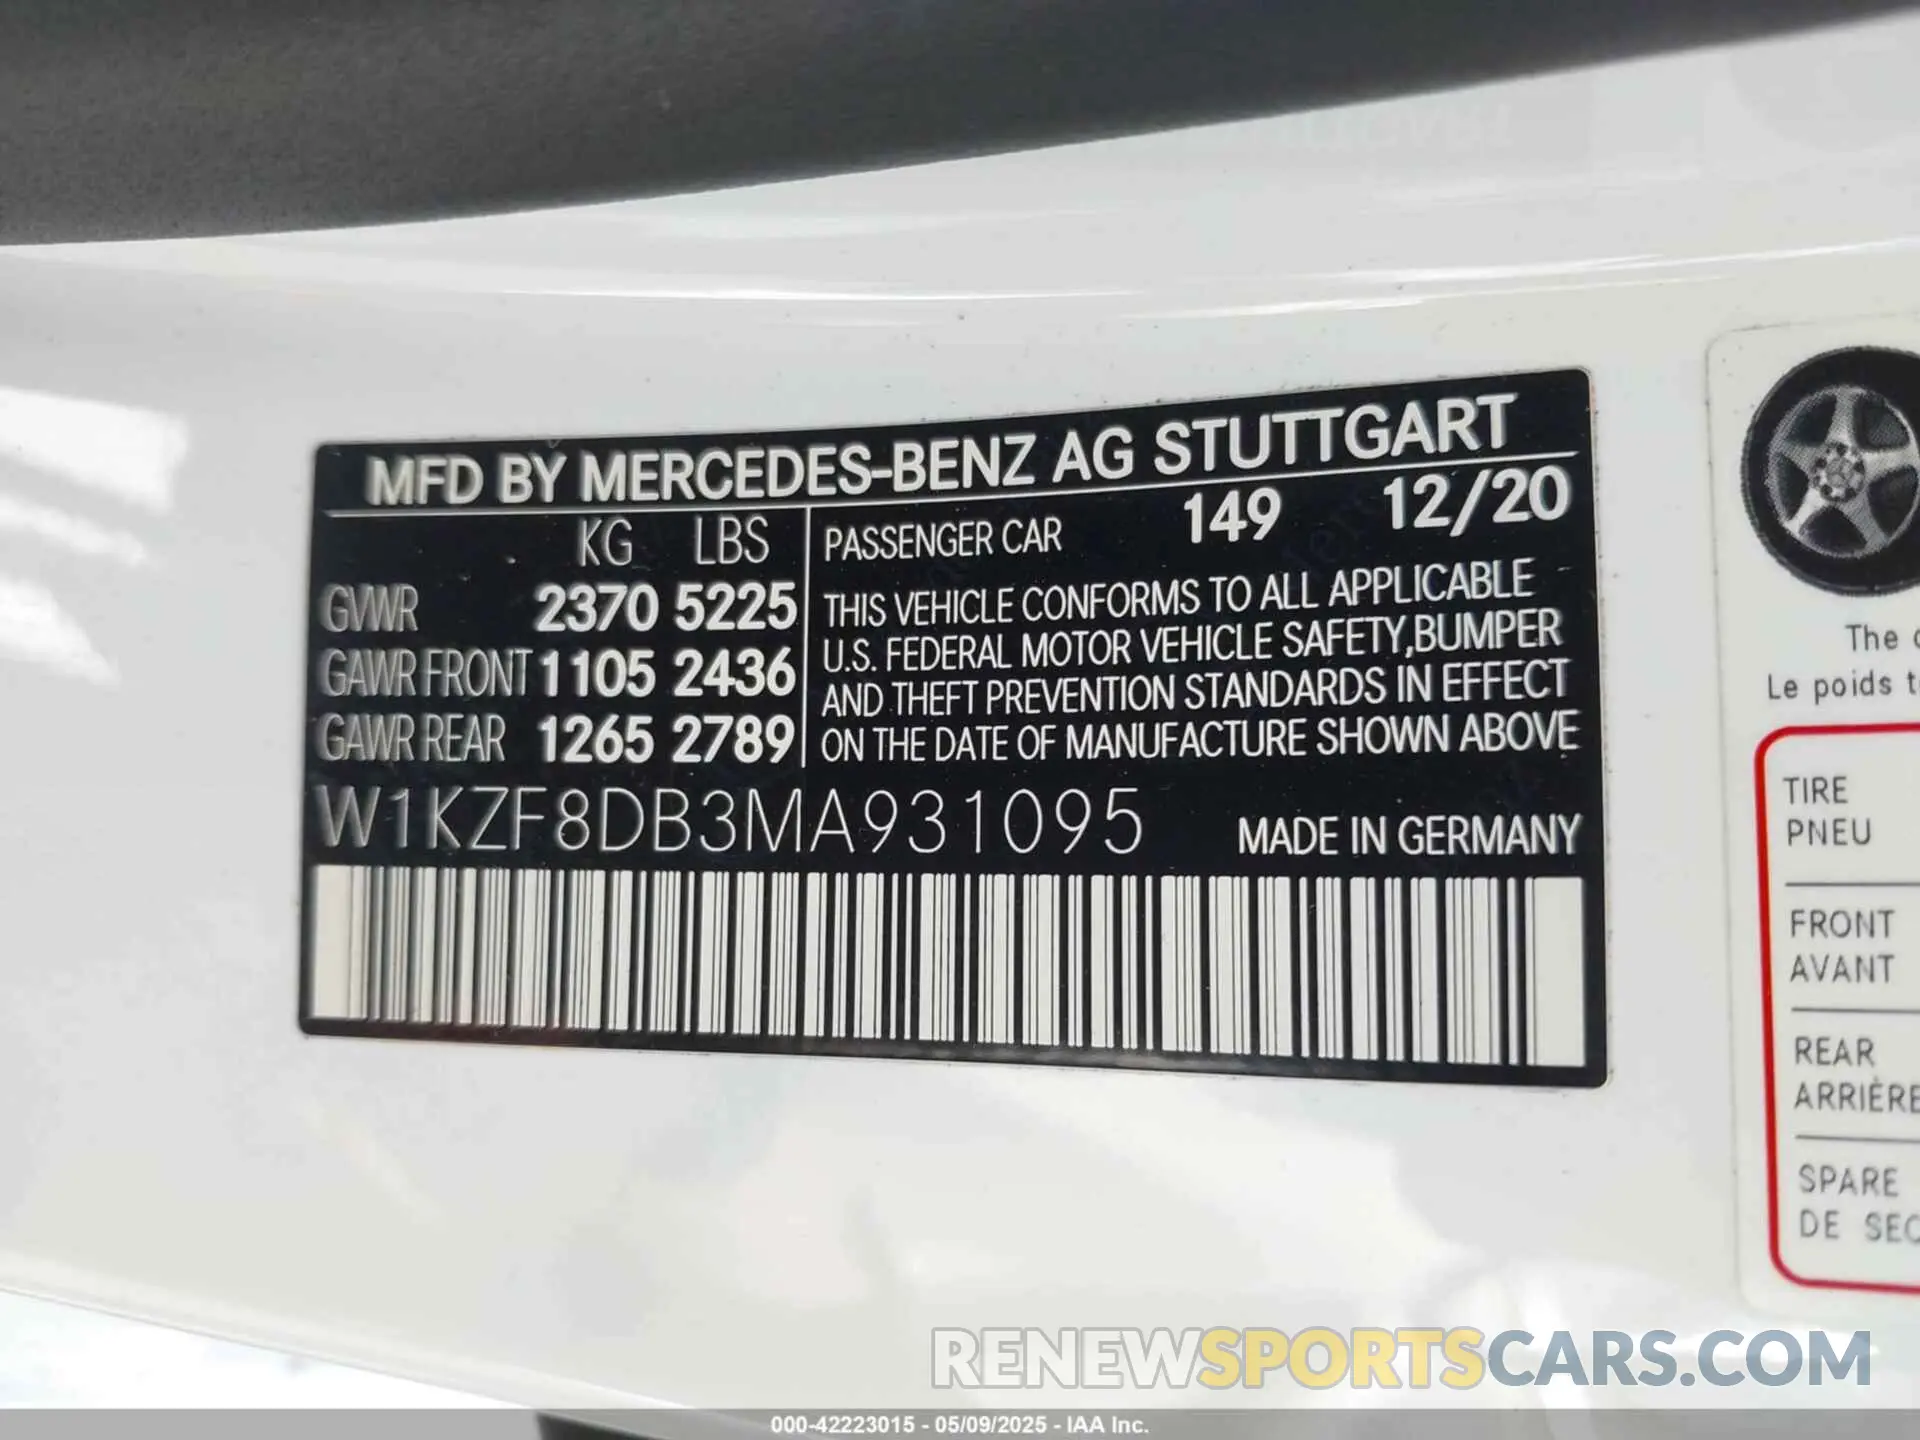 MFD BY MERCEDES-BENZ AG STUTTGART
KG LBS
GVWR 2370 5225
GAWR FRONT 1105 2436
GAWR REAR 1265 2789
PASSENGER CAR 149 12/20
THIS VEHICLE CONFORMS TO ALL APPLICABLE
U.S. FEDERAL MOTOR VEHICLE SAFETY,BUMPER
AND THEFT PREVENTION STANDARDS IN EFFECT
ON THE DATE OF MANUFACTURE SHOWN ABOVE
W1KZF8DB3MA931095
MADE IN GERMANY
The
Le poids
TIRE
PNEU
FRONT
AVANT
REAR
ARRIÈRE
SPARE
DE
RENEWSPORTSCARS.COM
000-42223015 - 05/09/2025 - IAA Inc.